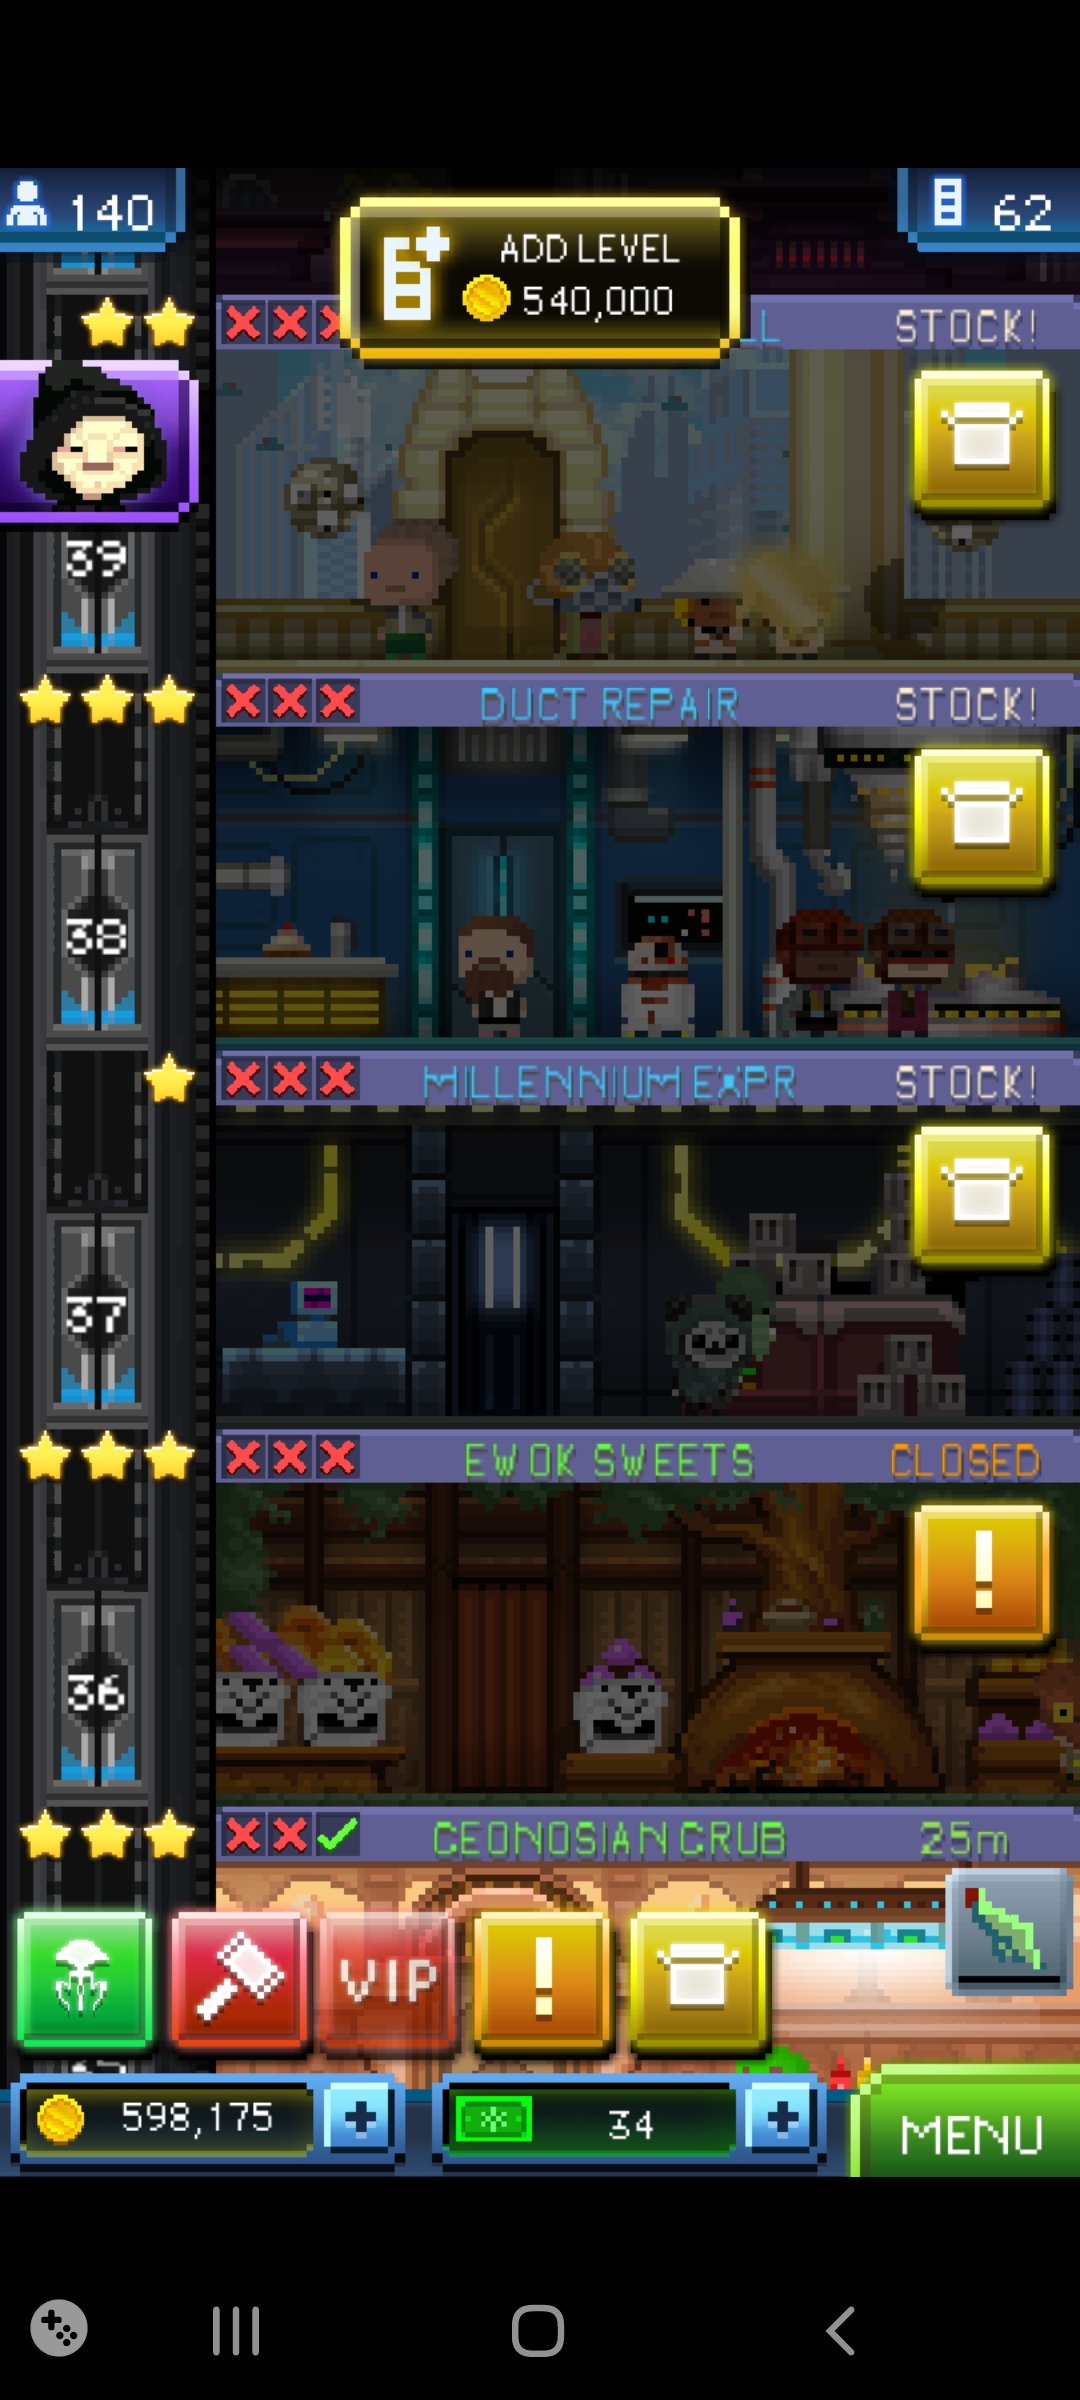 140
ADD LEVEL
540,000
62
STOCK!
39
DUCT REPAIR
STOCK!
38
MILLENNIUM EXPR
STOCK!
37
EWOK SWEETS
CLOSED
!
36
GEONOSIAN GRUB
25m
VIP
!
598,175
+
34
+
MENU